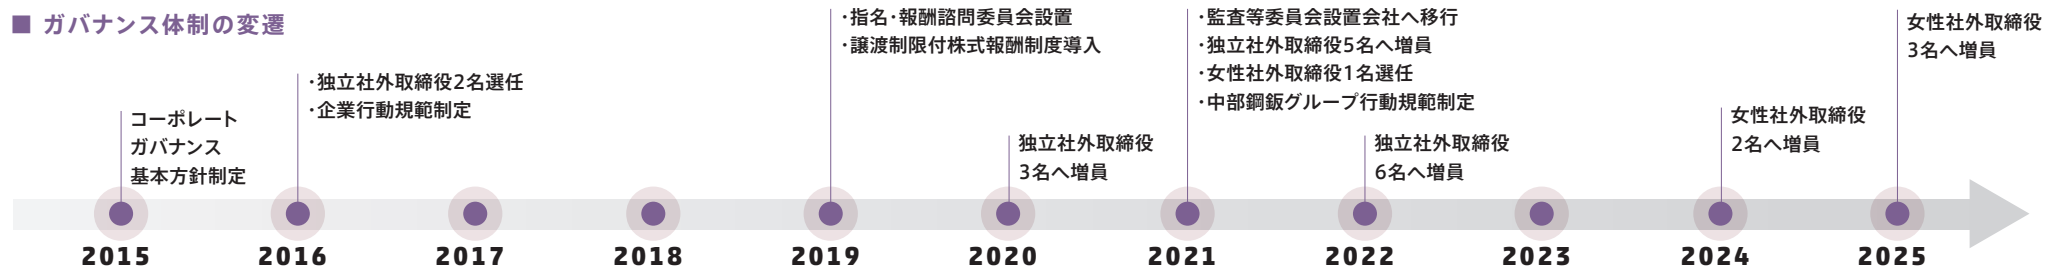 ■ ガバナンス体制の変遷
コーポレート
ガバナンス
基本方針制定
・独立社外取締役2名選任
・企業行動規範制定
・指名・報酬諮問委員会設置
・譲渡制限付株式報酬制度導入
独立社外取締役
3名へ増員
・監査等委員会設置会社へ移行
・独立社外取締役5名へ増員
・女性社外取締役1名選任
・中部鋼鈑グループ行動規範制定
独立社外取締役
6名へ増員
女性社外取締役
2名へ増員
女性社外取締役
3名へ増員
2015 2016 2017 2018 2019 2020 2021 2022 2023 2024 2025